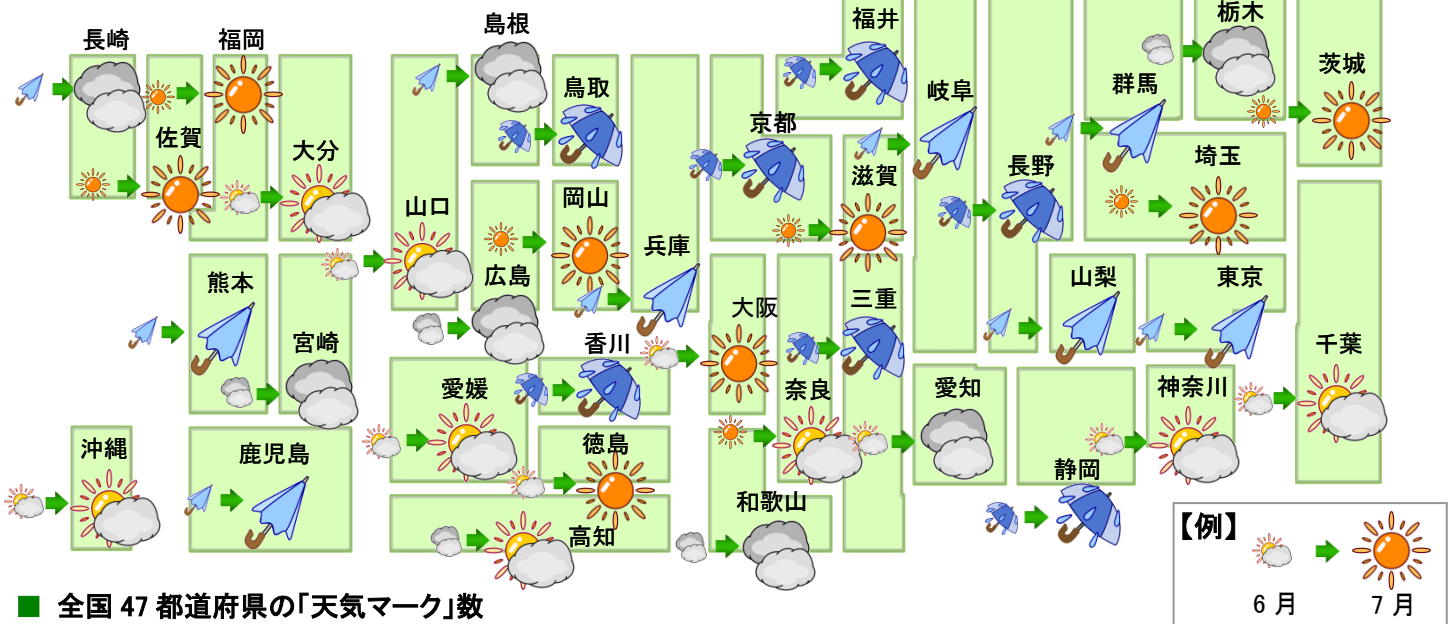 島根
福井
栃木
長崎
福岡
茨城
鳥取
群馬
岐阜
京都
佐賀
大分
埼玉
長野
滋賀
岡山
山口
兵庫
熊本
広島
山梨
東京
大阪
三重
宮崎
香川
千葉
愛媛
奈良
愛知
神奈川
沖縄
鹿児島
徳島
静岡
和歌山
高知
【例】
6月
7月
■ 全国 47 都道府県の「天気マーク」数